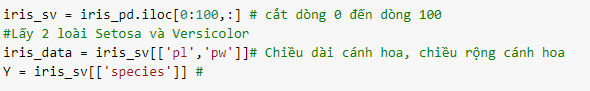 iris_sv = iris_pd.iloc[0:100,:] # cắt dòng 0 đến dòng 100
#Lấy 2 loài Setosa và Versicolor
iris_data = iris_sv[['pl','pw']]# Chiều dài cánh hoa, chiều rộng cánh hoa
Y = iris_sv[['species']] #